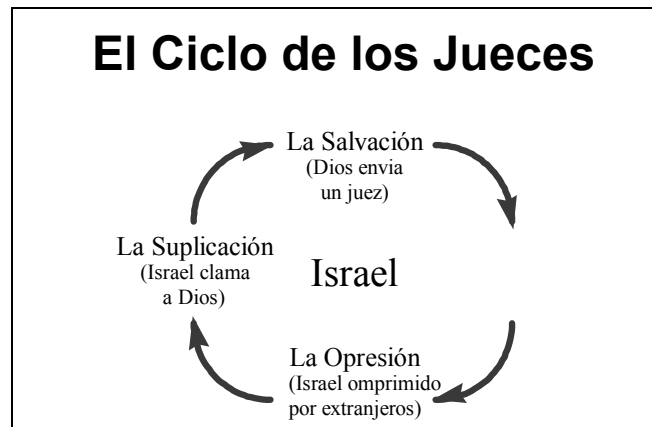 El Ciclo de los Jueces
La Salvación
(Dios envia
un juez)
La Suplicación
(Israel clama
a Dios)
Israel
La Opresión
(Israel omprimido
por extranjeros)